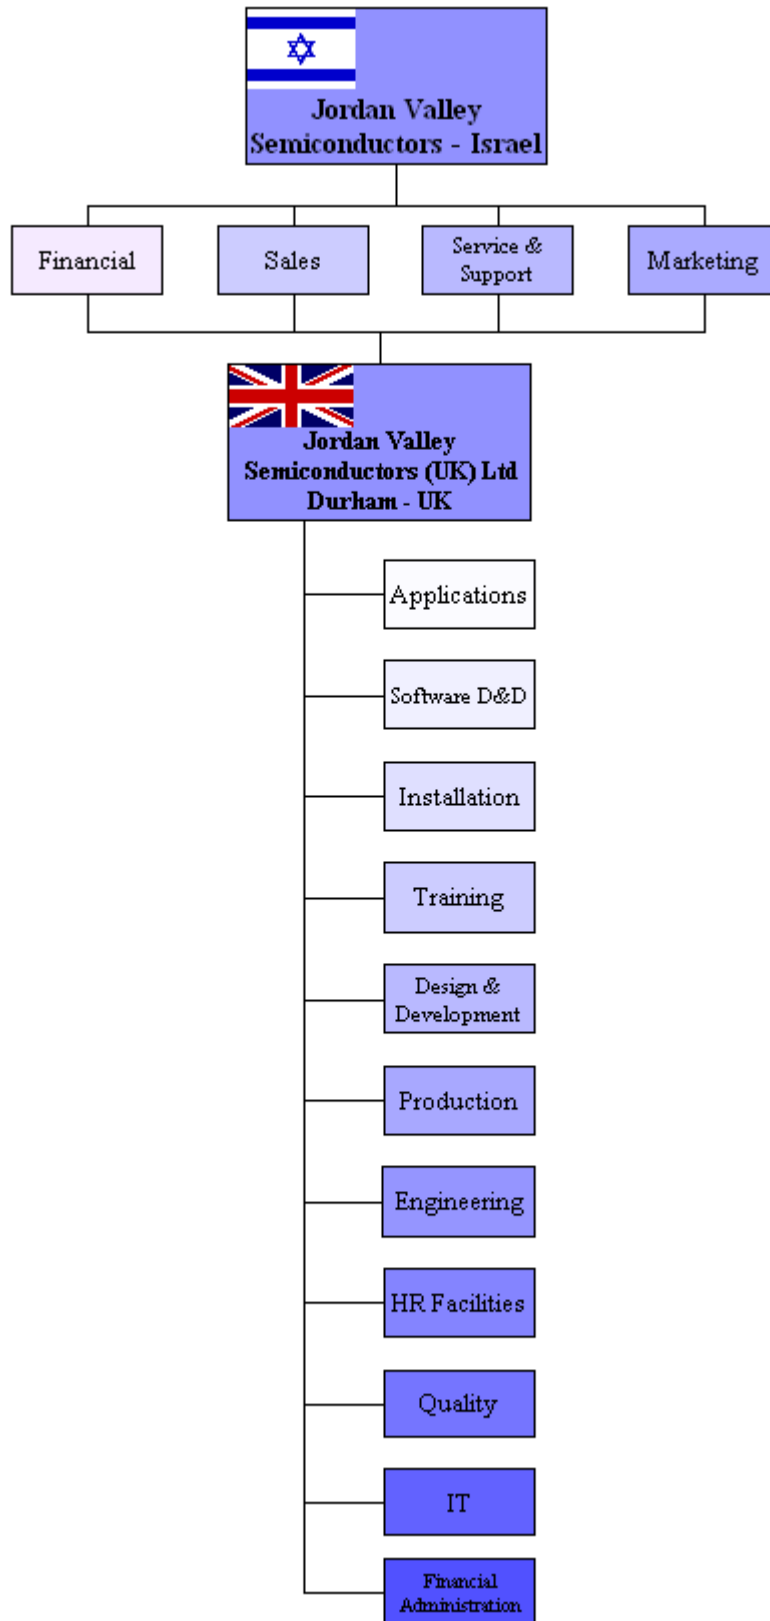 Jordan Valley
Semiconductors - Israel
Financial
Sales
Service &
Support
Marketing
Jordan Valley
Semiconductors (UK) Ltd
Durham - UK
Applications
Software D&D
Installation
Training
Design &
Development
Production
Engineering
HR Facilities
Quality
IT
Financial
Administration